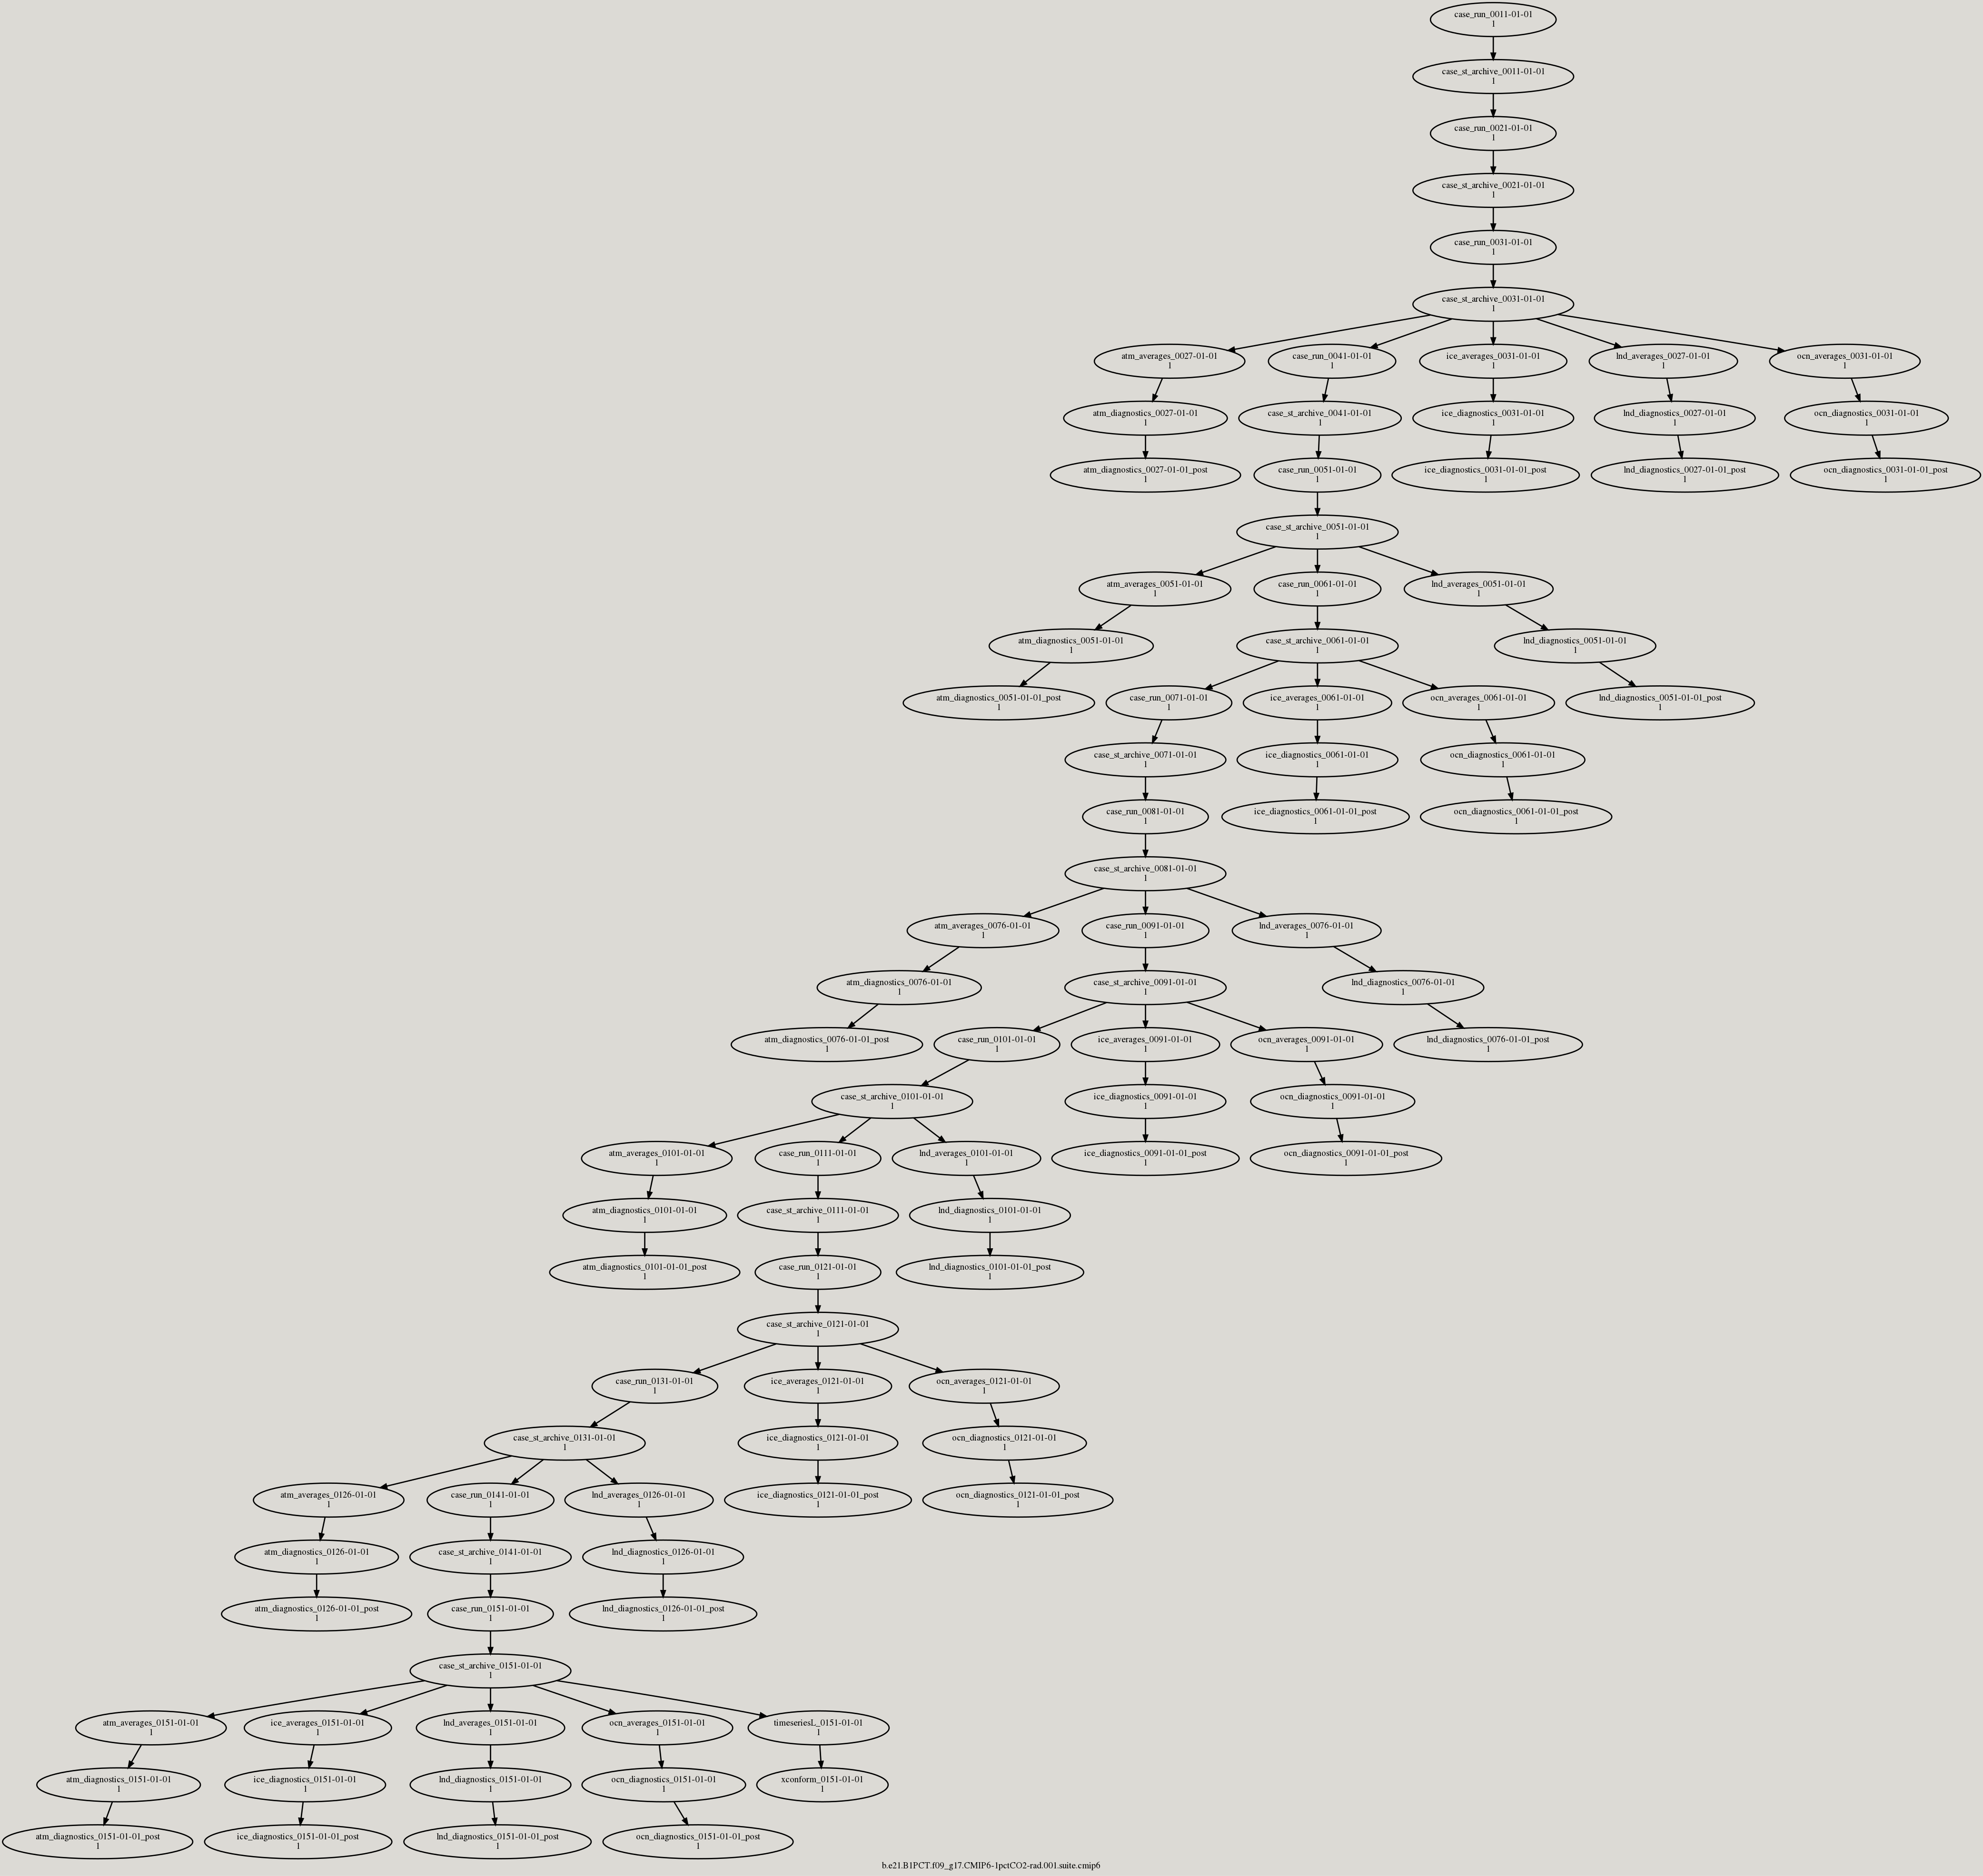 case_run_0011-01-01
1
case_st_archive_0011-01-01
1
case_run_0021-01-01
1
case_st_archive_0021-01-01
1
case_run_0031-01-01
1
case_st_archive_0031-01-01
1
atm_averages_0027-01-01
1
case_run_0041-01-01
1
ice_averages_0031-01-01
1
lnd_averages_0027-01-01
1
ocn_averages_0031-01-01
1
atm_diagnostics_0027-01-01
1
case_st_archive_0041-01-01
1
ice_diagnostics_0031-01-01
1
lnd_diagnostics_0027-01-01
1
ocn_diagnostics_0031-01-01
1
atm_diagnostics_0027-01-01_post
1
case_run_0051-01-01
1
ice_diagnostics_0031-01-01_post
1
lnd_diagnostics_0027-01-01_post
1
ocn_diagnostics_0031-01-01_post
1
case_st_archive_0051-01-01
1
atm_averages_0051-01-01
1
case_run_0061-01-01
1
lnd_averages_0051-01-01
1
atm_diagnostics_0051-01-01
1
case_st_archive_0061-01-01
1
lnd_diagnostics_0051-01-01
1
atm_diagnostics_0051-01-01_post
1
case_run_0071-01-01
1
ice_averages_0061-01-01
1
ocn_averages_0061-01-01
1
lnd_diagnostics_0051-01-01_post
1
case_st_archive_0071-01-01
1
ice_diagnostics_0061-01-01
1
ocn_diagnostics_0061-01-01
1
case_run_0081-01-01
1
ice_diagnostics_0061-01-01_post
1
ocn_diagnostics_0061-01-01_post
1
case_st_archive_0081-01-01
1
atm_averages_0076-01-01
1
case_run_0091-01-01
1
lnd_averages_0076-01-01
1
atm_diagnostics_0076-01-01
1
case_st_archive_0091-01-01
1
lnd_diagnostics_0076-01-01
1
atm_diagnostics_0076-01-01_post
1
case_run_0101-01-01
1
ice_averages_0091-01-01
1
ocn_averages_0091-01-01
1
lnd_diagnostics_0076-01-01_post
1
case_st_archive_0101-01-01
1
ice_diagnostics_0091-01-01
1
ocn_diagnostics_0091-01-01
1
atm_averages_0101-01-01
1
case_run_0111-01-01
1
lnd_averages_0101-01-01
1
ice_diagnostics_0091-01-01_post
1
ocn_diagnostics_0091-01-01_post
1
atm_diagnostics_0101-01-01
1
case_st_archive_0111-01-01
1
lnd_diagnostics_0101-01-01
1
atm_diagnostics_0101-01-01_post
1
case_run_0121-01-01
1
lnd_diagnostics_0101-01-01_post
1
case_st_archive_0121-01-01
1
case_run_0131-01-01
1
ice_averages_0121-01-01
1
ocn_averages_0121-01-01
1
case_st_archive_0131-01-01
1
ice_diagnostics_0121-01-01
1
ocn_diagnostics_0121-01-01
1
atm_averages_0126-01-01
1
case_run_0141-01-01
1
lnd_averages_0126-01-01
1
ice_diagnostics_0121-01-01_post
1
ocn_diagnostics_0121-01-01_post
1
atm_diagnostics_0126-01-01
1
case_st_archive_0141-01-01
1
lnd_diagnostics_0126-01-01
1
atm_diagnostics_0126-01-01_post
1
case_run_0151-01-01
1
lnd_diagnostics_0126-01-01_post
1
case_st_archive_0151-01-01
1
atm_averages_0151-01-01
1
ice_averages_0151-01-01
1
lnd_averages_0151-01-01
1
ocn_averages_0151-01-01
1
timeseriesL_0151-01-01
1
atm_diagnostics_0151-01-01
1
ice_diagnostics_0151-01-01
1
lnd_diagnostics_0151-01-01
1
ocn_diagnostics_0151-01-01
1
xconform_0151-01-01
1
atm_diagnostics_0151-01-01_post
1
ice_diagnostics_0151-01-01_post
1
lnd_diagnostics_0151-01-01_post
1
ocn_diagnostics_0151-01-01_post
1
b.e21.B1PCT.f09_g17.CMIP6-1pctCO2-rad.001.suite.cmip6